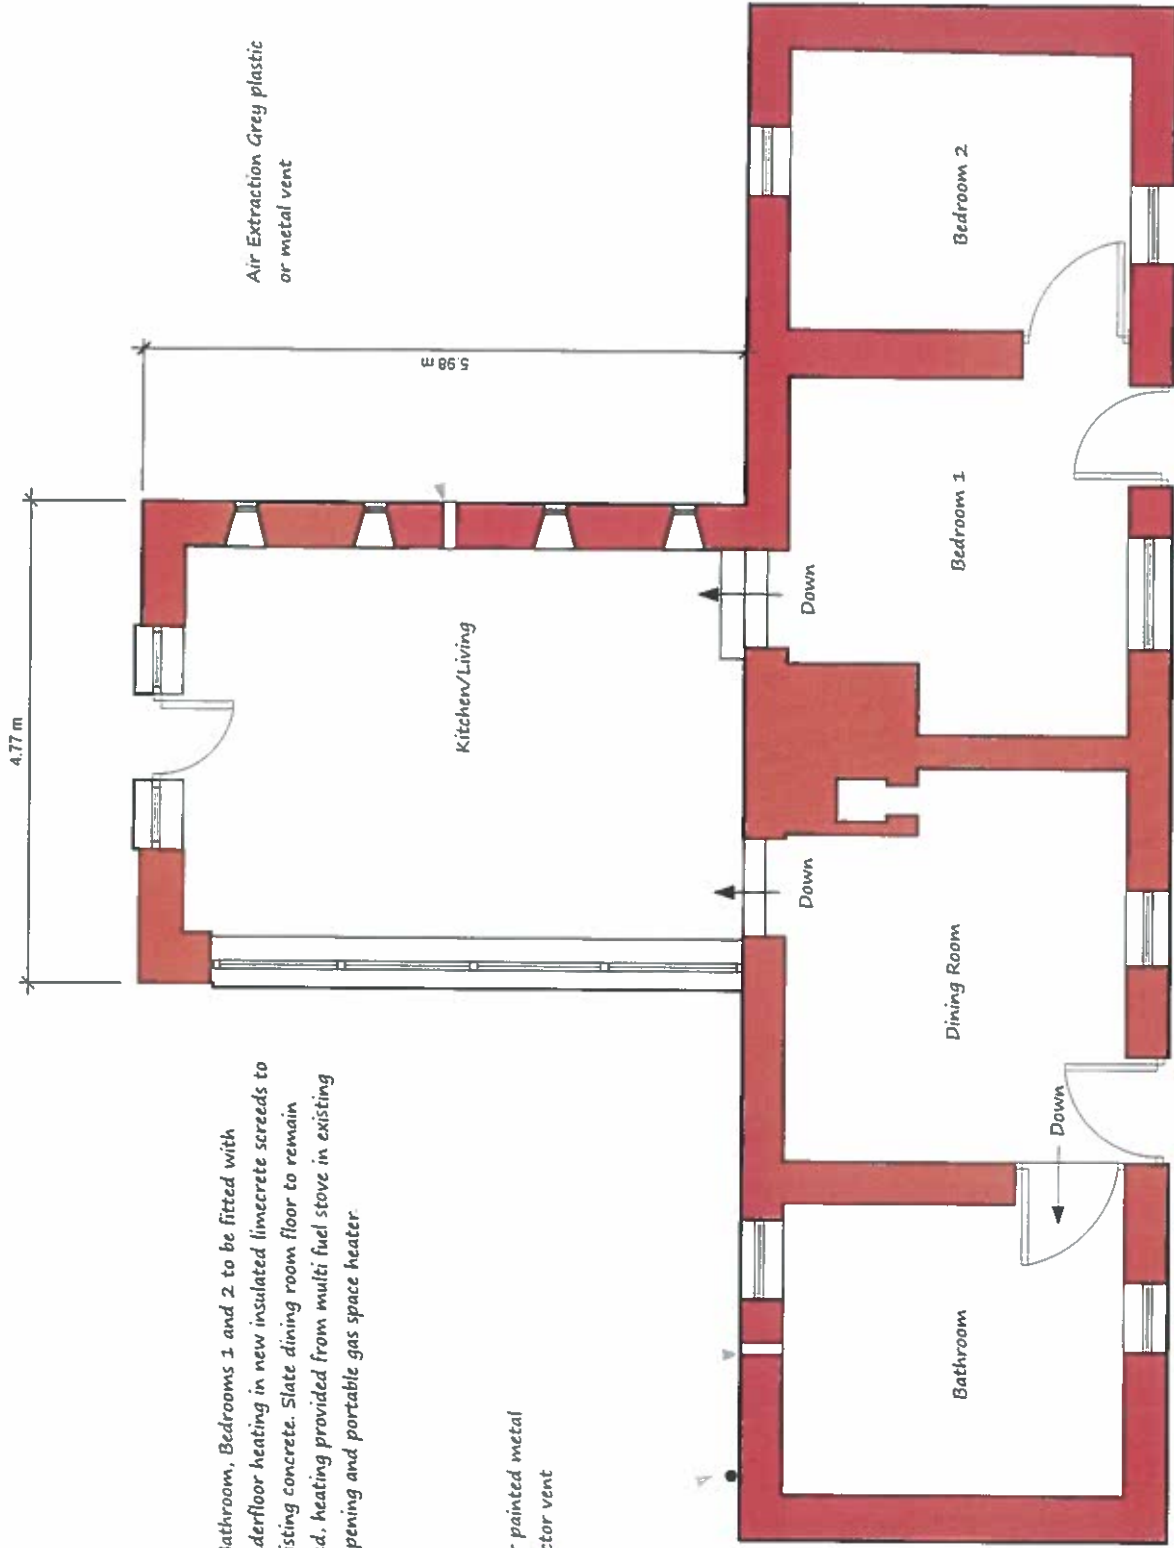 Air Extraction Grey plastic
or metal vent
4.77 m
5.98 m
Kitchen/Living
Bedroom 2
Bedroom 1
Down
Down
Dining Room
Down
Bathroom
athroom, Bedrooms 1 and 2 to be fitted with
derfloor heating in new insulated limecrete screeds to
isting concrete. Slate dining room floor to remain
d, heating provided from multi fuel stove in existing
pening and portable gas space heater.
r painted metal
ctor vent